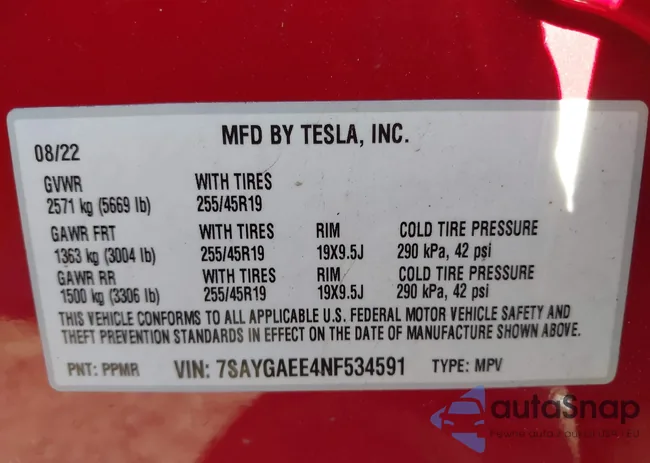 MFD BY TESLA, INC.
08/22
GVWR WITH TIRES
2571 kg (5669 lb) 255/45R19
GAWR FRT WITH TIRES RIM COLD TIRE PRESSURE
1363 kg (3004 lb) 255/45R19 19X9.5J 290 kPa, 42 psi
GAWR RR WITH TIRES RIM COLD TIRE PRESSURE
1500 kg (3306 lb) 255/45R19 19X9.5J 290 kPa, 42 psi
THIS VEHICLE CONFORMS TO ALL APPLICABLE U.S. FEDERAL MOTOR VEHICLE SAFETY AND
THEFT PREVENTION STANDARDS IN EFFECT ON THE DATE OF MANUFACTURE SHOWN ABOVE.
PNT: PPMR VIN: 7SAYGAEE4NF534591 TYPE: MPV
autaSnap
Pewne auta